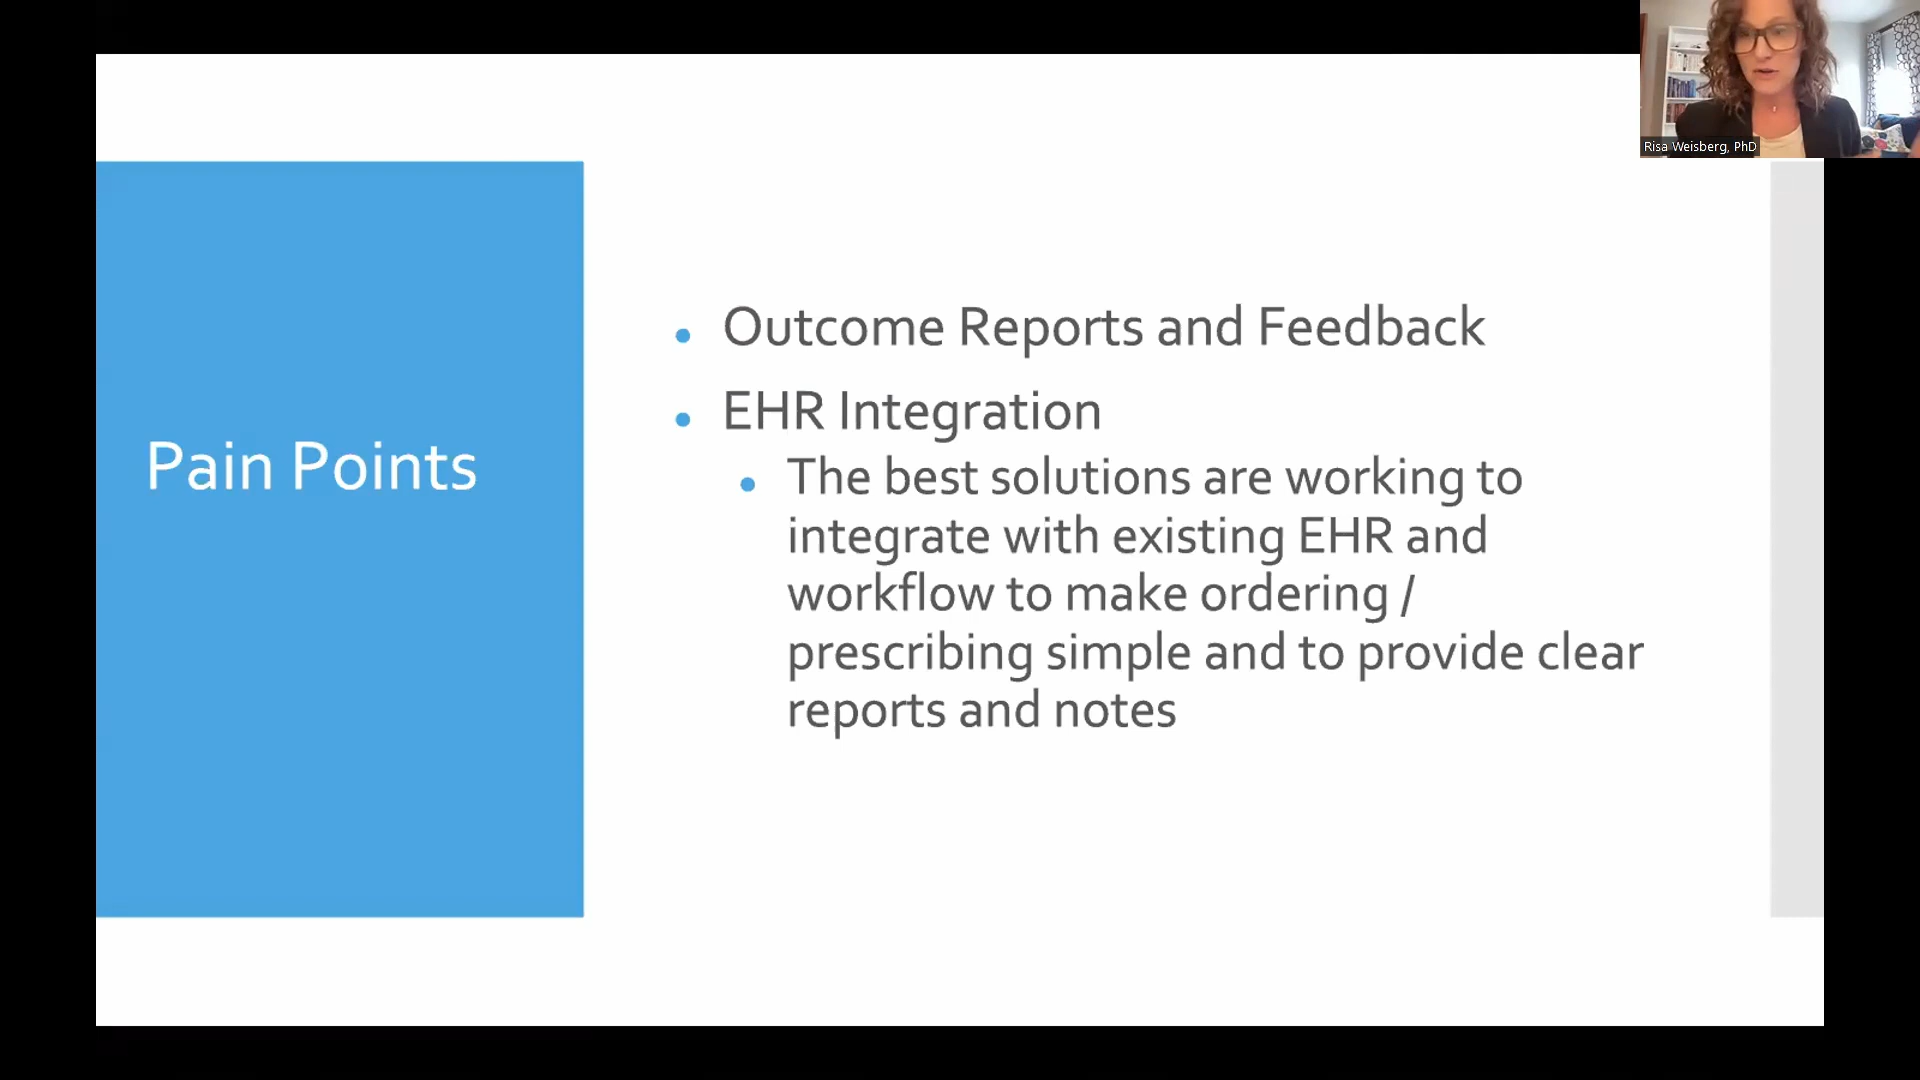 Risa Weisberg, PhD
Pain Points
Outcome Reports and Feedback
EHR Integration
The best solutions are working to
integrate with existing EHR and
workflow to make ordering /
prescribing simple and to provide clear
reports and notes